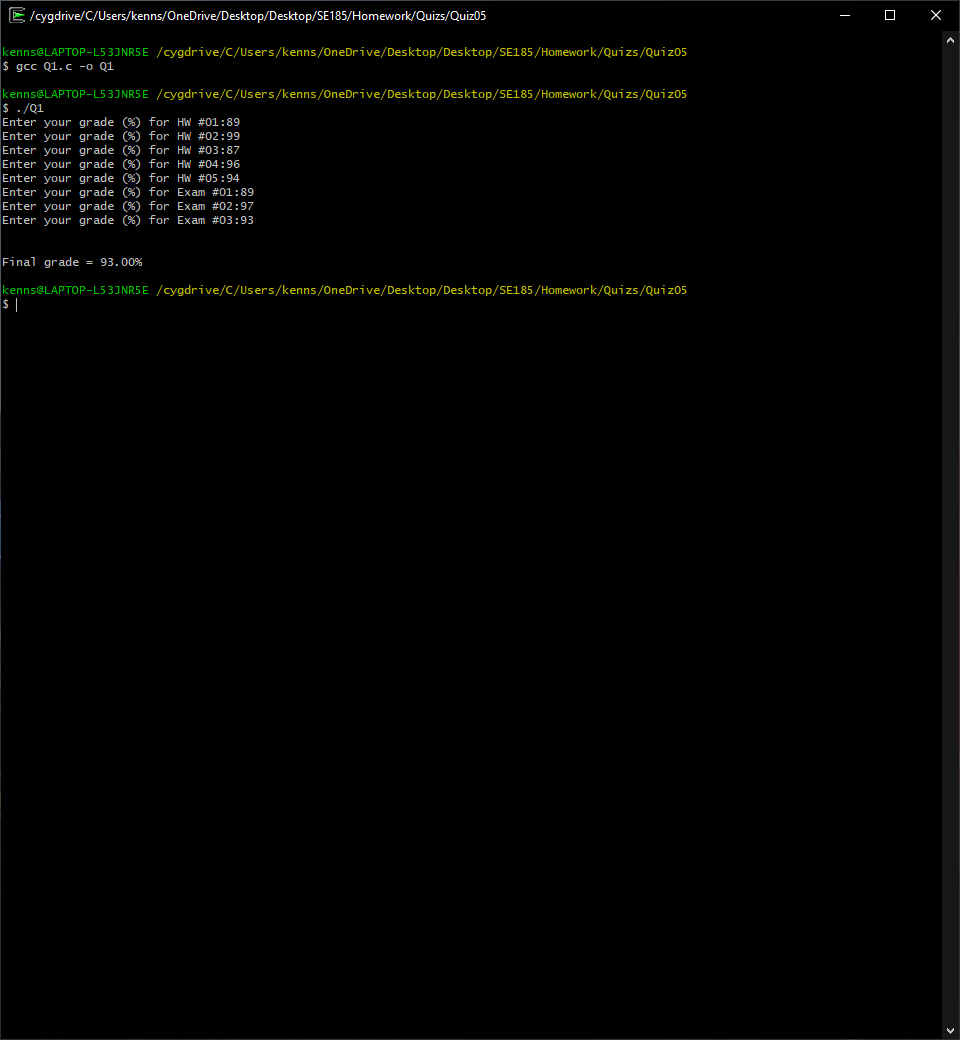 /cygdrive/C/Users/kenns/OneDrive/Desktop/Desktop/SE185/Homework/Quizs/Quiz05
kenns@LAPTOP-L53JNR5E /cygdrive/C/Users/kenns/OneDrive/Desktop/Desktop/SE185/Homework/Quizs/Quiz05
$ gcc Q1.c -o Q1
kenns@LAPTOP-L53JNR5E /cygdrive/C/Users/kenns/OneDrive/Desktop/Desktop/SE185/Homework/Quizs/Quiz05
$ ./Q1
Enter your grade (%) for HW #01:89
Enter your grade (%) for HW #02:99
Enter your grade (%) for HW #03:87
Enter your grade (%) for HW #04:96
Enter your grade (%) for HW #05:94
Enter your grade (%) for Exam #01:89
Enter your grade (%) for Exam #02:97
Enter your grade (%) for Exam #03:93
Final grade = 93.00%
kenns@LAPTOP-L53JNR5E /cygdrive/C/Users/kenns/OneDrive/Desktop/Desktop/SE185/Homework/Quizs/Quiz05
$